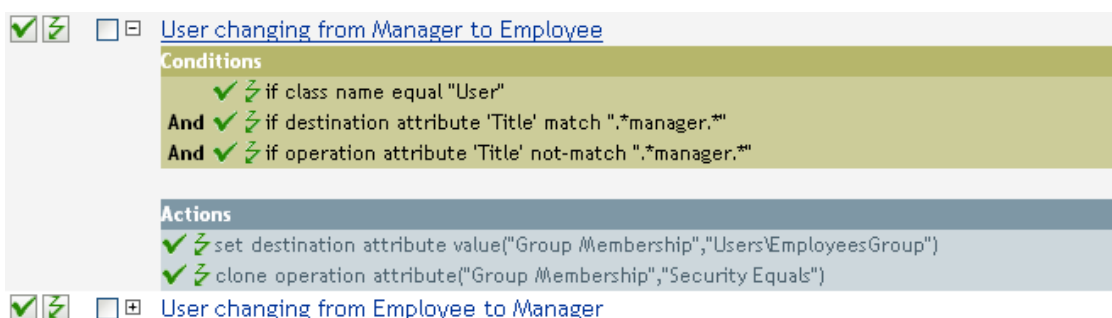 User changing from Manager to Employee
Conditions
if class name equal "User"
And if destination attribute 'Title' match ".*manager.*"
And if operation attribute 'Title' not-match ".*manager.*"
Actions
set destination attribute value("Group Membership","Users\EmployeesGroup")
clone operation attribute("Group Membership","Security Equals")
User changing from Employee to Manager